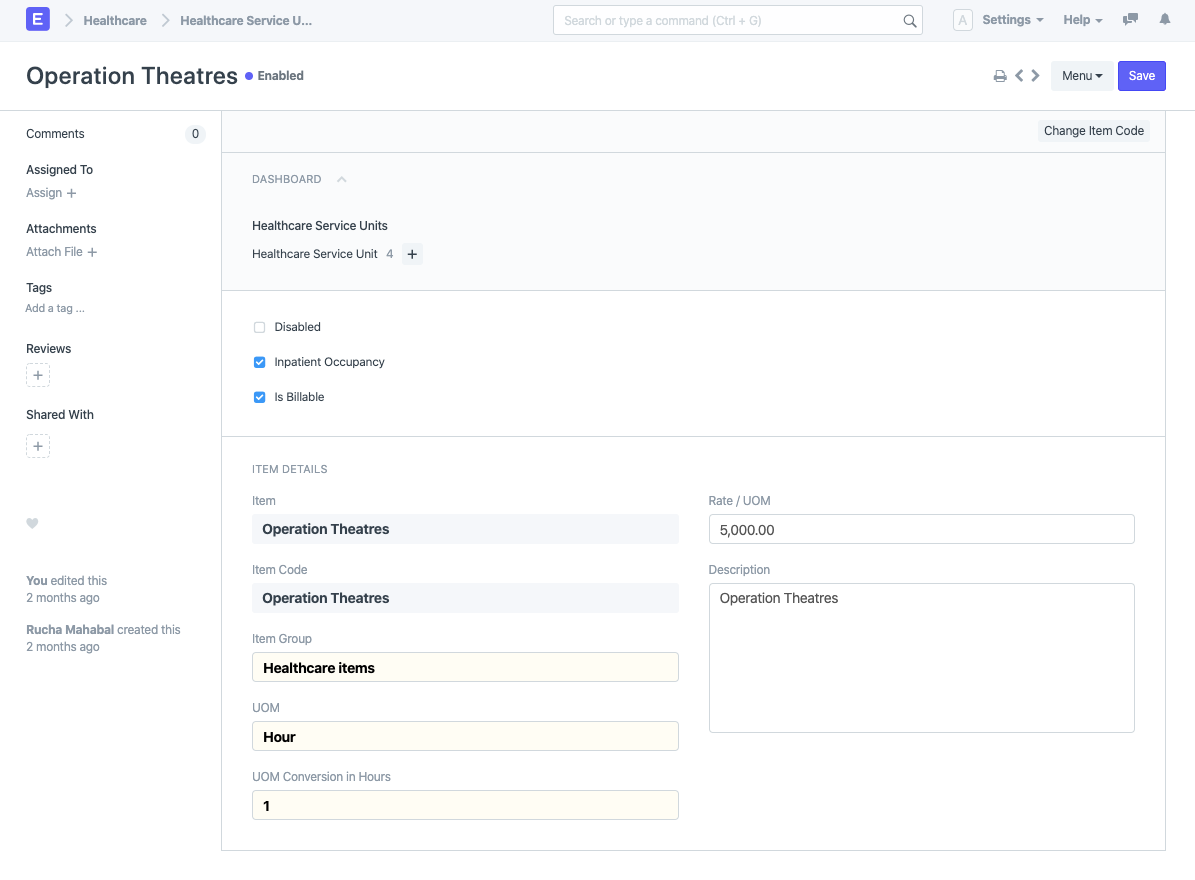 E Healthcare Healthcare Service U... Search or type a command (Ctrl + G) A Settings Help
Operation Theatres Enabled Menu Save
Comments 0
Assigned To
Assign +
Attachments
Attach File +
Tags
Add a tag ...
Reviews
+
Shared With
+
You edited this
2 months ago
Rucha Mahabal created this
2 months ago
Change Item Code
DASHBOARD
Healthcare Service Units
Healthcare Service Unit 4 +
Disabled
Inpatient Occupancy
Is Billable
ITEM DETAILS
Item
Operation Theatres
Item Code
Operation Theatres
Item Group
Healthcare items
UOM
Hour
UOM Conversion in Hours
1
Rate / UOM
5,000.00
Description
Operation Theatres